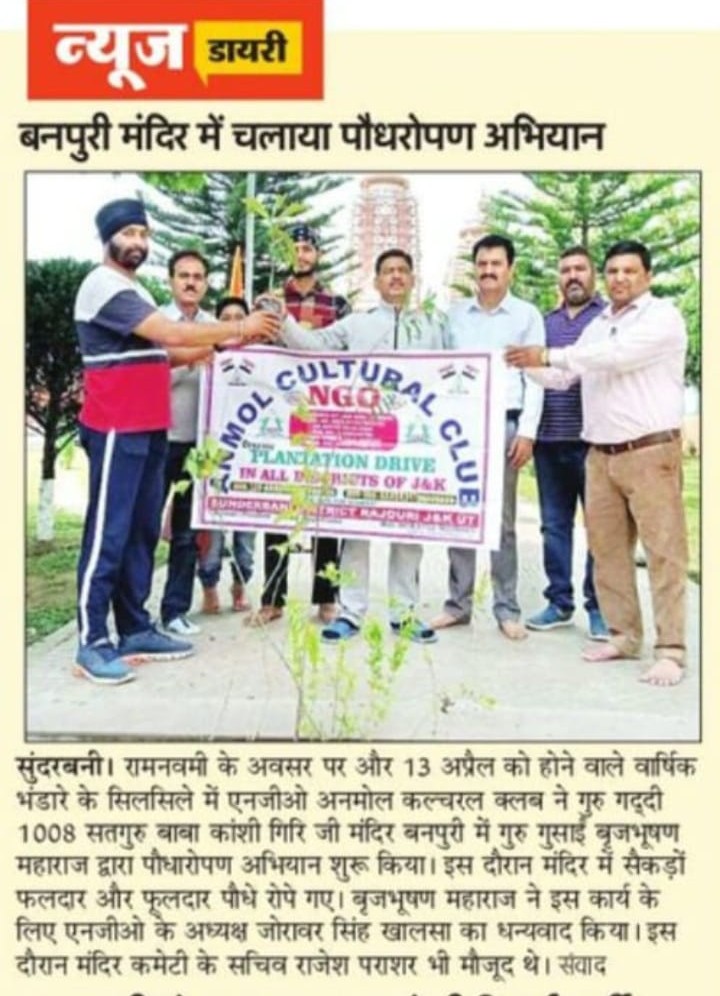 न्यूज डायरी
बनपुरी मंदिर में चलाया पौधरोपण अभियान
ANMOL CULTURAL CLUB
NGO
PLANTATION DRIVE
IN ALL DISTRICTS OF J&K
SUNDERBANI DISTRICT RAJOURI J&K UT
सुंदरबनी। रामनवमी के अवसर पर और 13 अप्रैल को होने वाले वार्षिक
भंडारे के सिलसिले में एनजीओ अनमोल कल्चरल क्लब ने गुरु गद्दी
1008 सतगुरु बाबा कांशी गिरि जी मंदिर बनपुरी में गुरु गुसाईं बृजभूषण
महाराज द्वारा पौधारोपण अभियान शुरू किया। इस दौरान मंदिर में सैकड़ों
फलदार और फूलदार पौधे रोपे गए। बृजभूषण महाराज ने इस कार्य के
लिए एनजीओ के अध्यक्ष जोरावर सिंह खालसा का धन्यवाद किया। इस
दौरान मंदिर कमेटी के सचिव राजेश पराशर भी मौजूद थे। संवाद